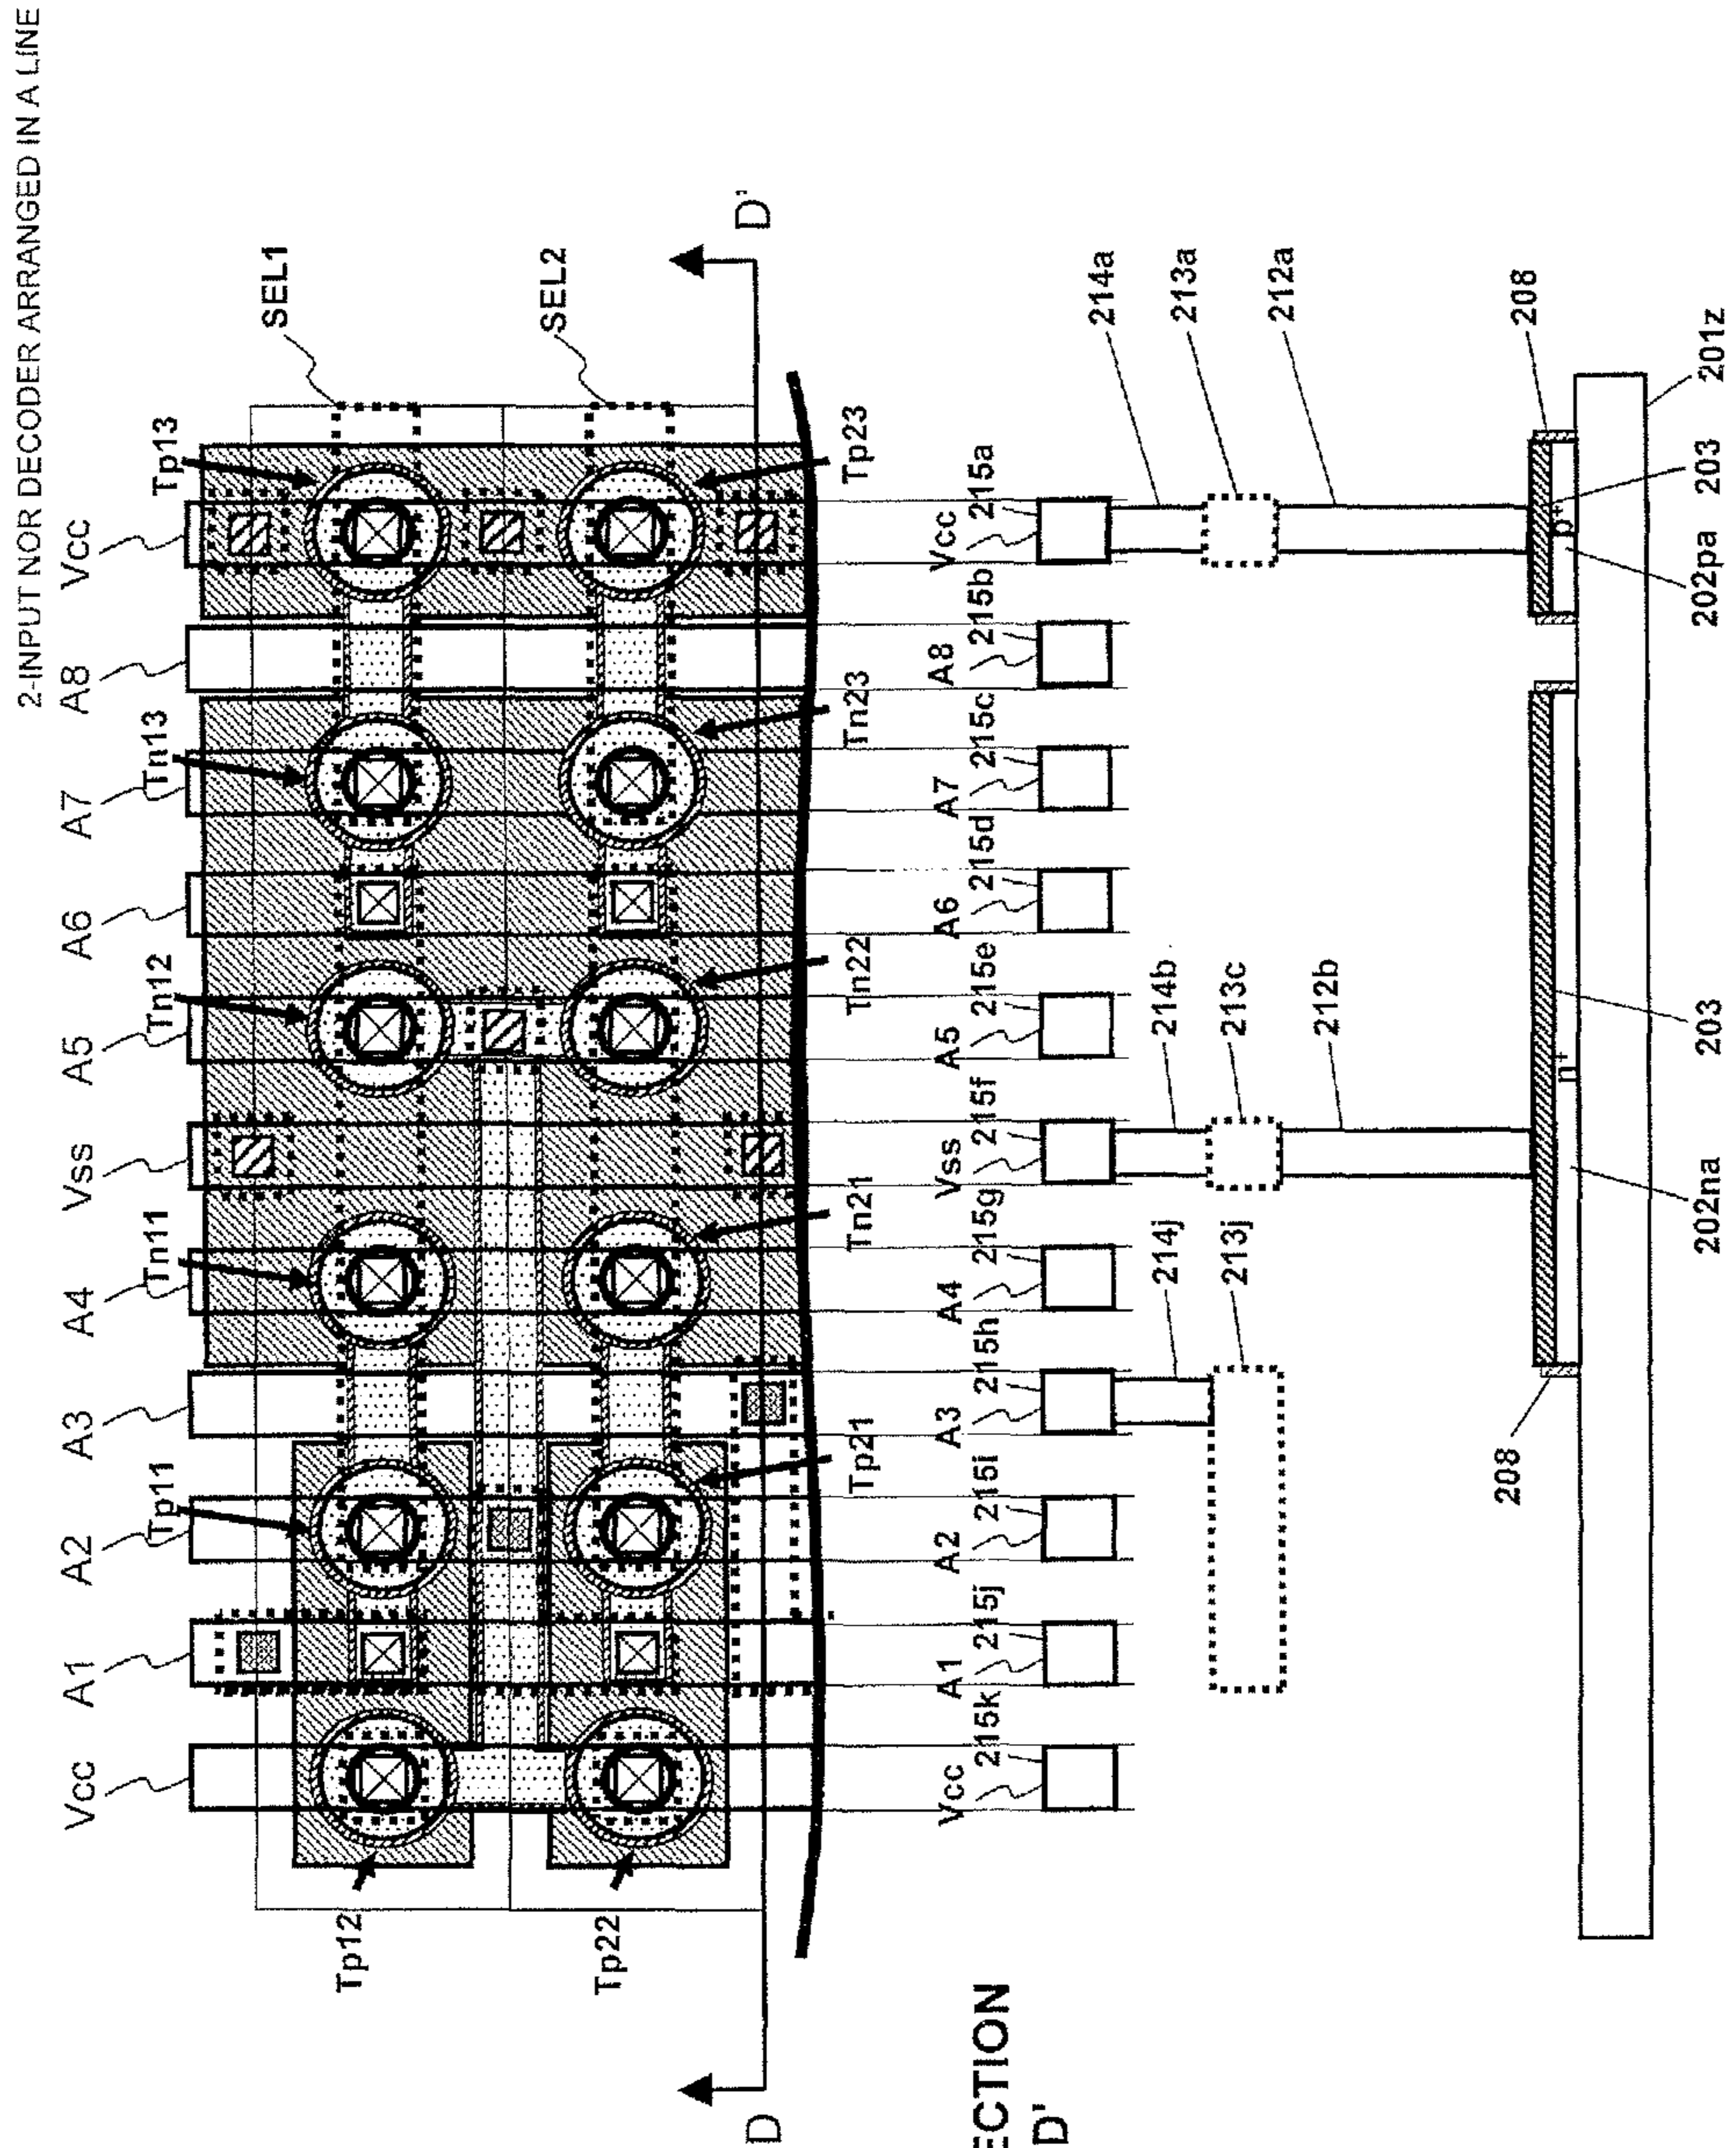 2-INPUT NOR DECODER ARRANGED IN A LINE
Vcc A1 A2 A3 A4 Vss A5 A6 A7 A8 Vcc
Tp11 Tn11 Tn12 Tn13 Tp13
SEL1
Tp12
SEL2
Tp22
Tp21 Tn21 Tn22 Tn23 Tp23
D D'
ECTION
D'
Vcc A1 A2 A3 A4 Vss A5 A6 A7 A8 Vcc
215k 215j 215i 215h 215g 215f 215e 215d 215c 215b 215a
214j 214b 214a
213j 213c 213a
212b 212a
208 208
n+ p+
202na 203 202pa 203 201z